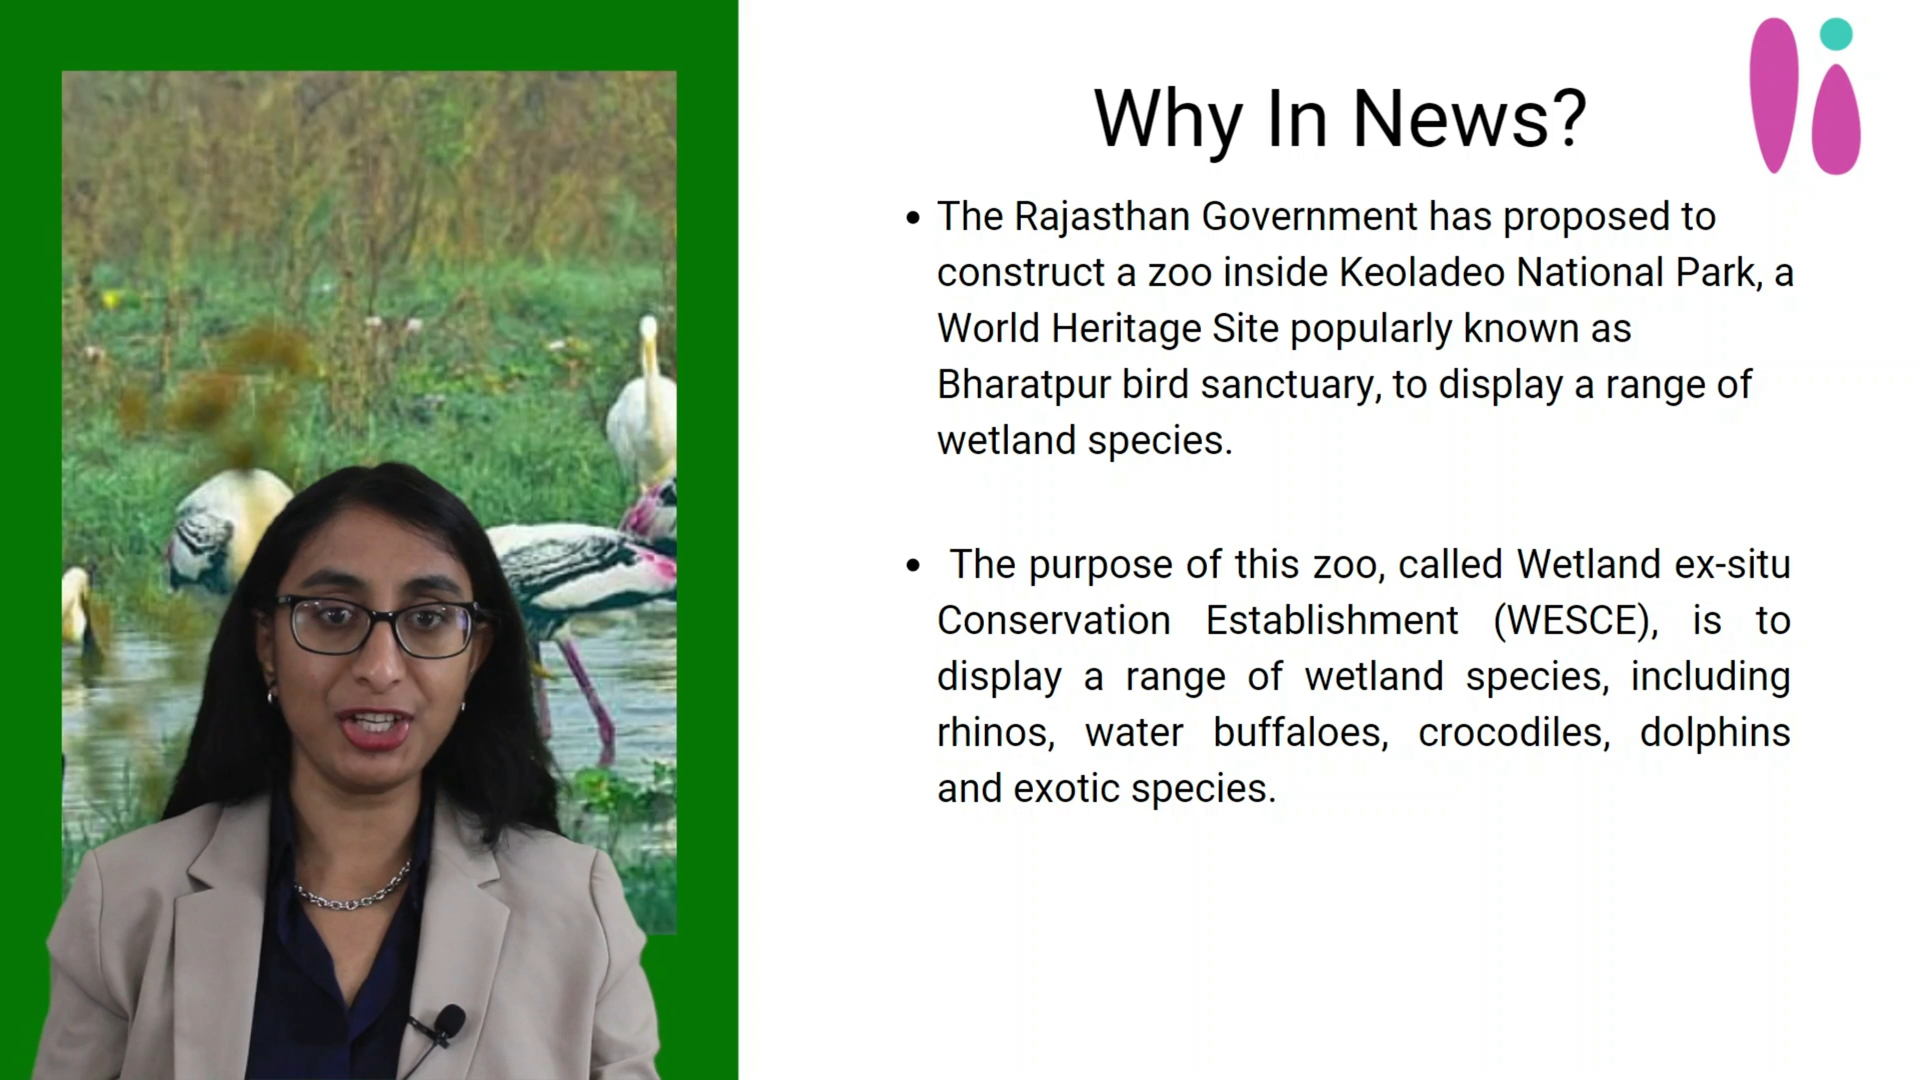 Why In News?
• The Rajasthan Government has proposed to
construct a zoo inside Keoladeo National Park, a
World Heritage Site popularly known as
Bharatpur bird sanctuary, to display a range of
wetland species.
• The purpose of this zoo, called Wetland ex-situ
Conservation Establishment (WESCE), is to
display a range of wetland species, including
rhinos, water buffaloes, crocodiles, dolphins
and exotic species.